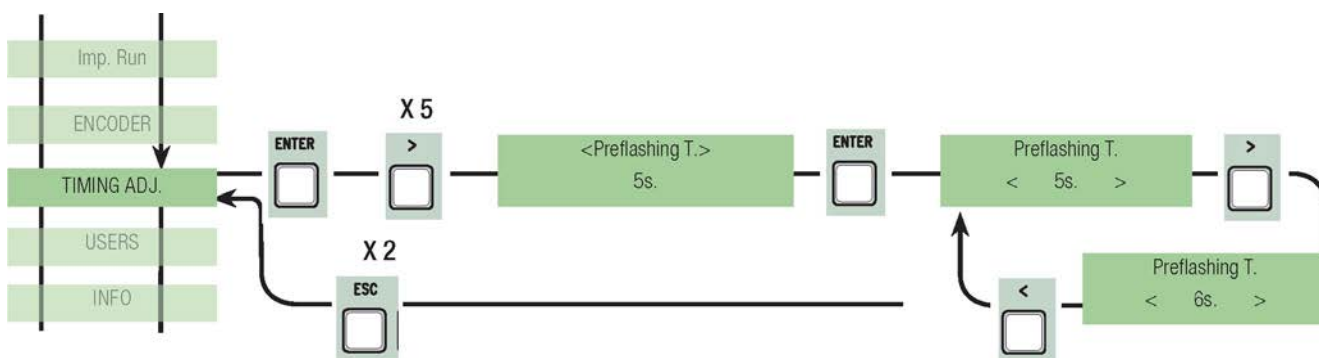 Imp. Run
ENCODER
TIMING ADJ.
USERS
INFO
ENTER
X 5
>
<Preflashing T.>
5s.
ENTER
Preflashing T.
< 5s. >
>
Preflashing T.
< 6s. >
<
X 2
ESC